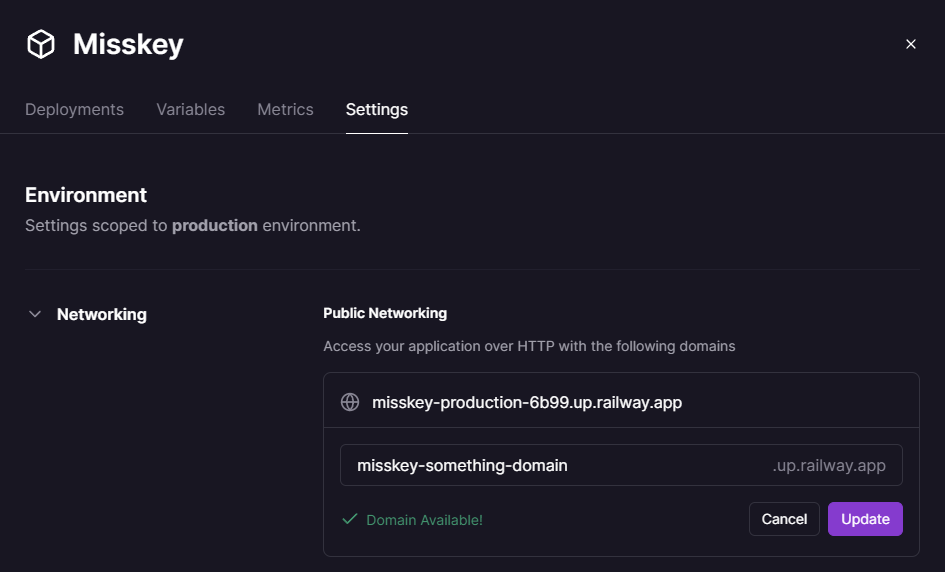 Misskey
Deployments Variables Metrics Settings
Environment
Settings scoped to production environment.
Networking
Public Networking
Access your application over HTTP with the following domains
misskey-production-6b99.up.railway.app
misskey-something-domain .up.railway.app
Domain Available! Cancel Update